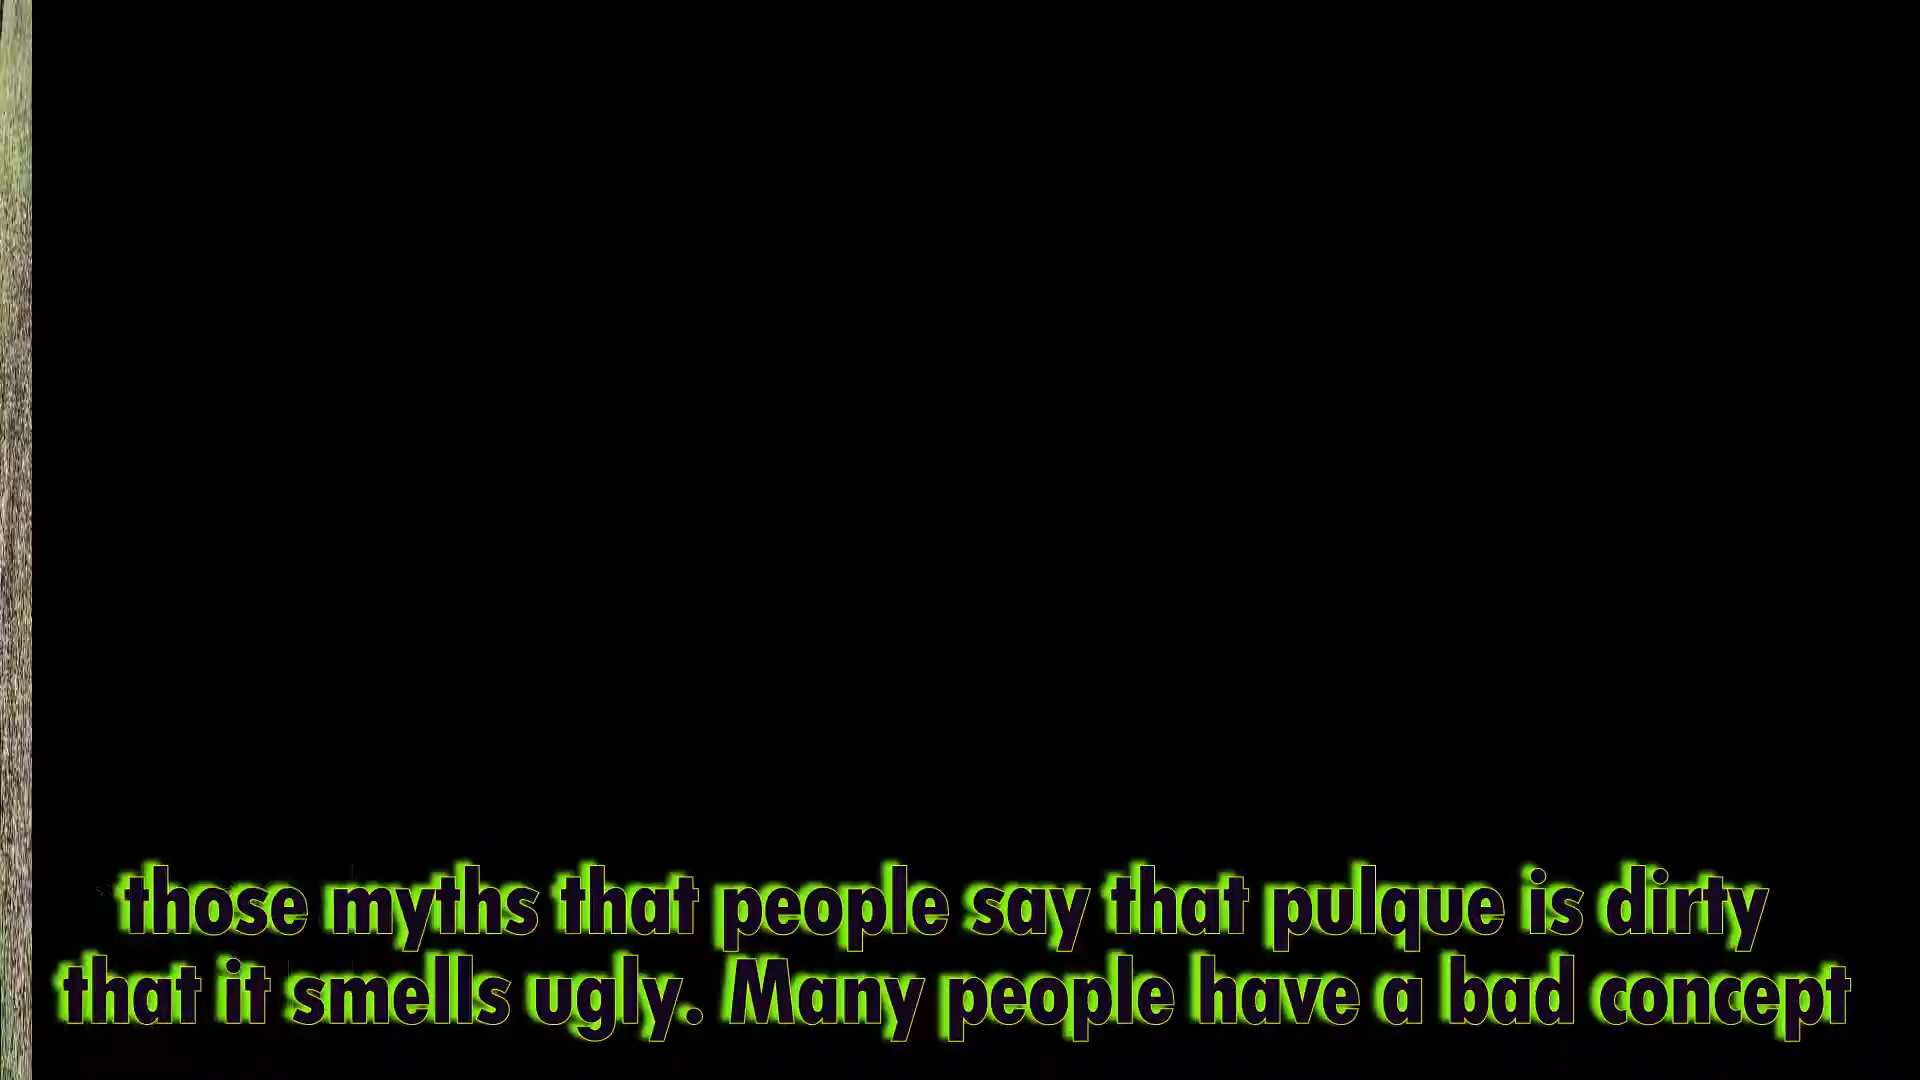 those myths that people say that pulque is dirty
that it smells ugly. Many people have a bad concept